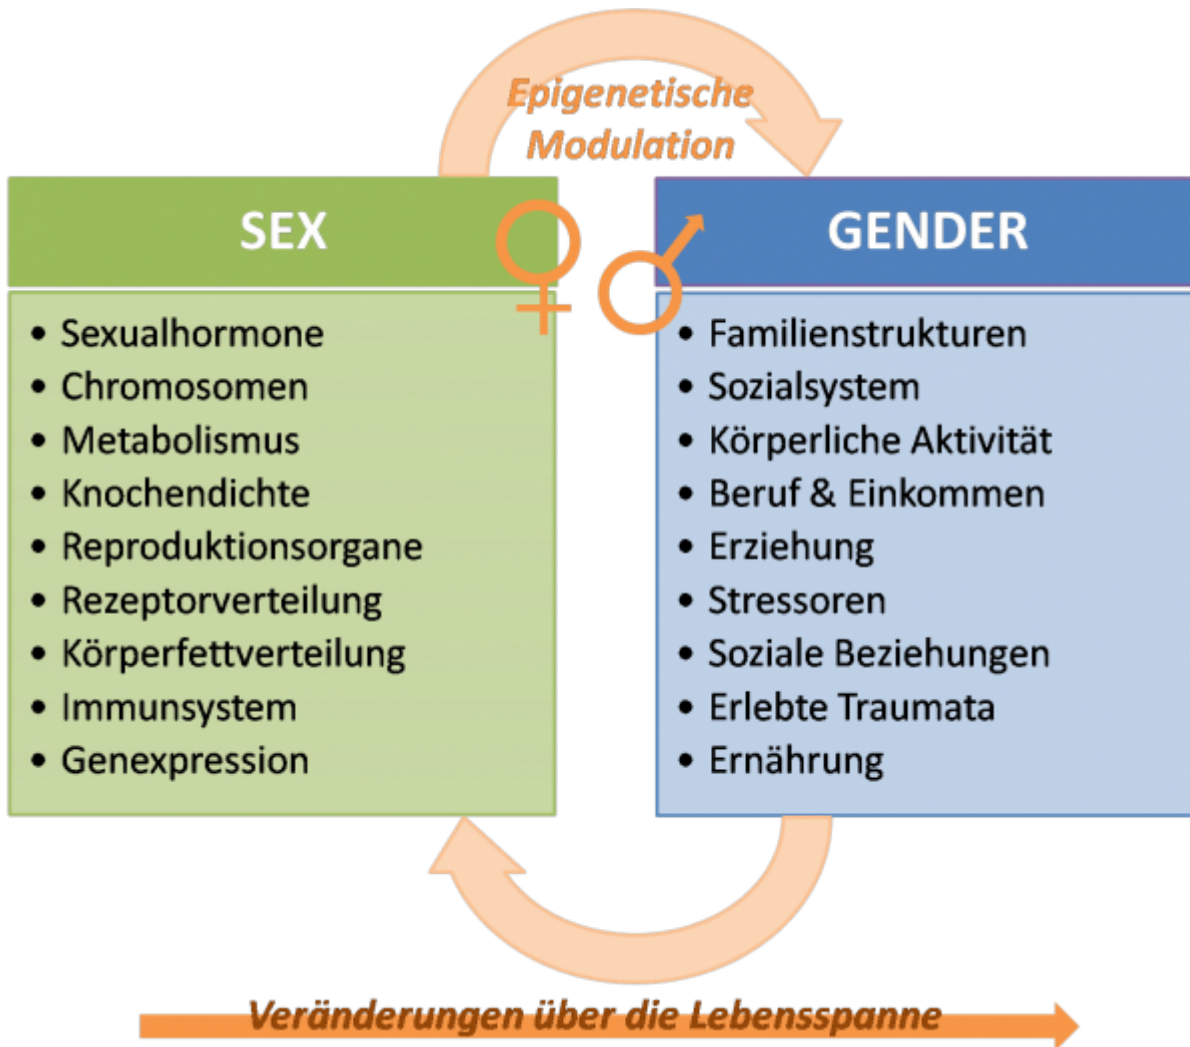 Epigenetische
Modulation
SEX
GENDER
• Sexualhormone
• Chromosomen
• Metabolismus
• Knochendichte
• Reproduktionsorgane
• Rezeptorverteilung
• Körperfettverteilung
• Immunsystem
• Genexpression
• Familienstrukturen
• Sozialsystem
• Körperliche Aktivität
• Beruf & Einkommen
• Erziehung
• Stressoren
• Soziale Beziehungen
• Erlebte Traumata
• Ernährung
Veränderungen über die Lebensspanne